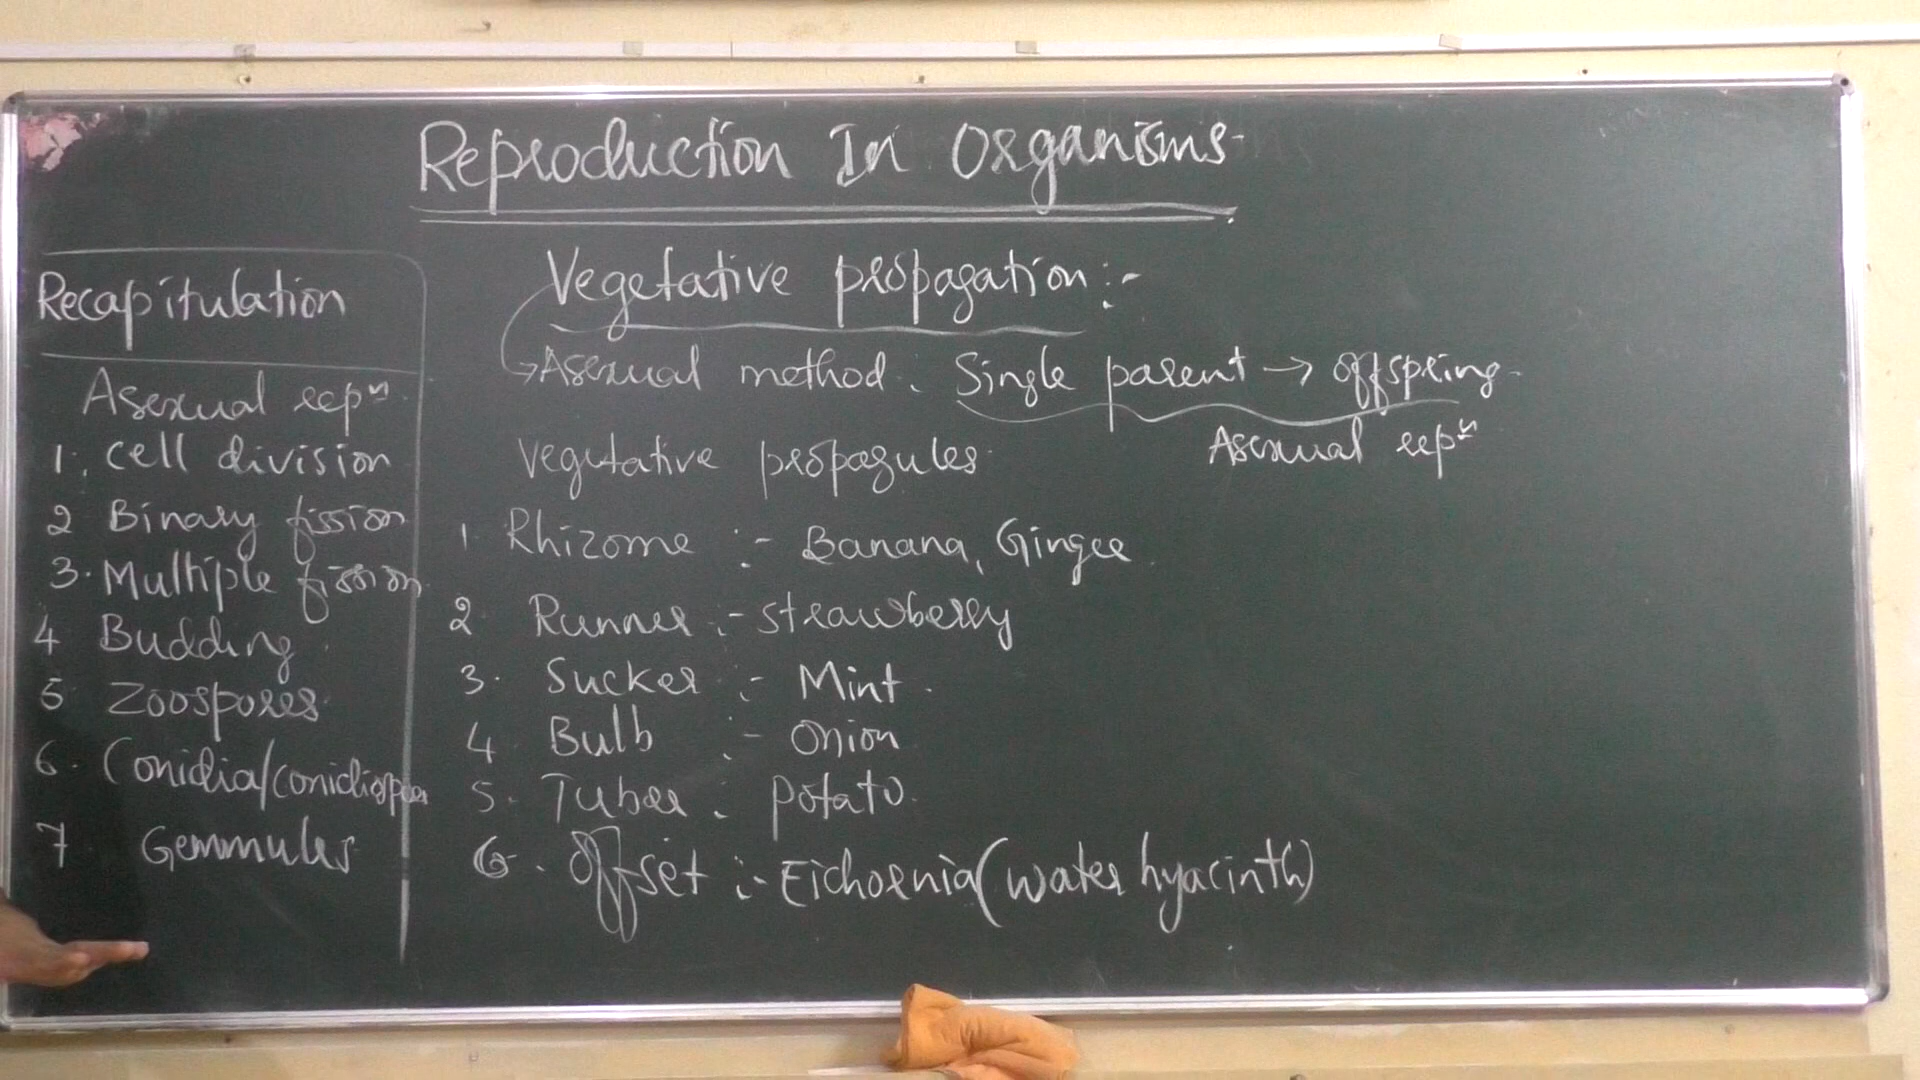 Reproduction In Organisms
Recapitulation
Asexual repn
1. Cell division
2 Binary fission
3. Multiple fission
4 Budding
5 Zoospores
6. Conidia/conidiospores
7 Gemmules
Vegetative propagation :-
Asexual method : Single parent → offspring
Asexual repn
Vegetative propagules
1 Rhizome :- Banana, Ginger
2 Runner :- strawberry
3. Sucker :- Mint
4 Bulb :- Onion
5. Tuber : potato
6. Offset :- Eichornia (water hyacinth)